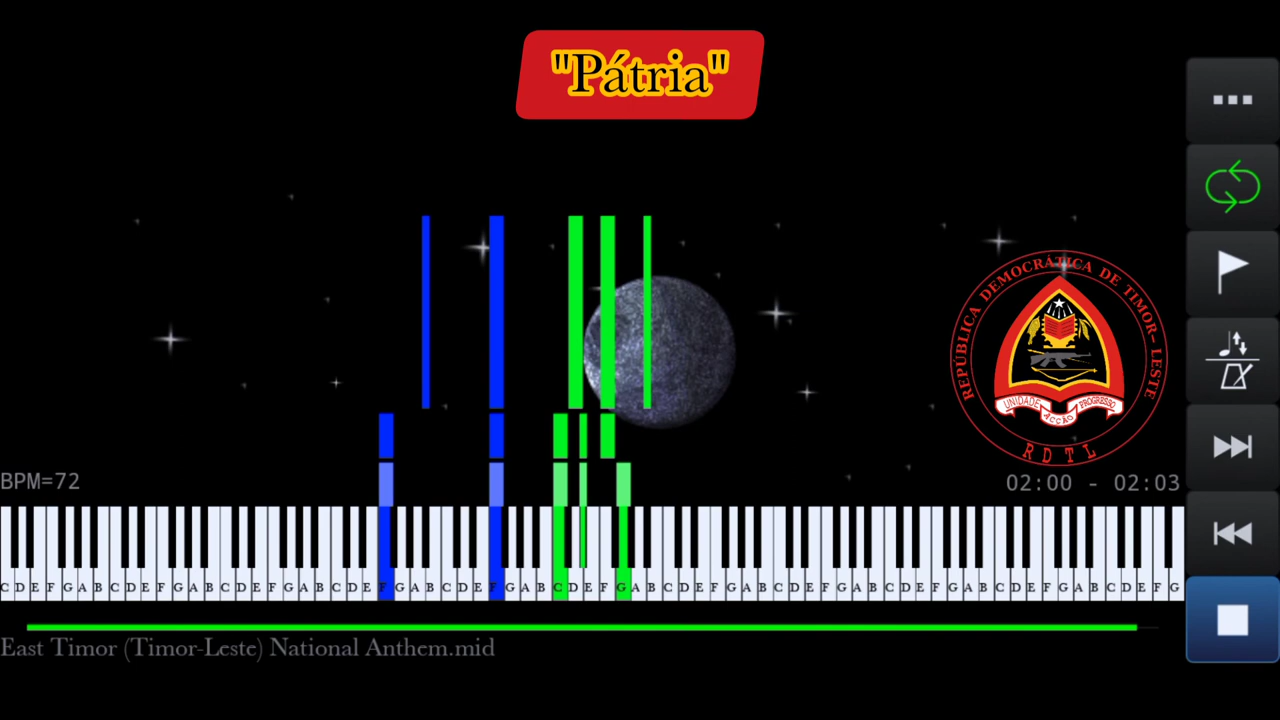 "Pátria"
REPÚBLICA DEMOCRÁTICA DE TIMOR-LESTE
UNIDADE ACÇÃO PROGRESSO
RDTL
BPM=72
02:00 - 02:03
C D E F G A B C D E F G A B C D E F G A B C D E F G A B C D E F G A B C D E F G A B C D E F G A B C D E F G A B C D E F G A B C D E F G A B C D E F G
East Timor (Timor-Leste) National Anthem.mid